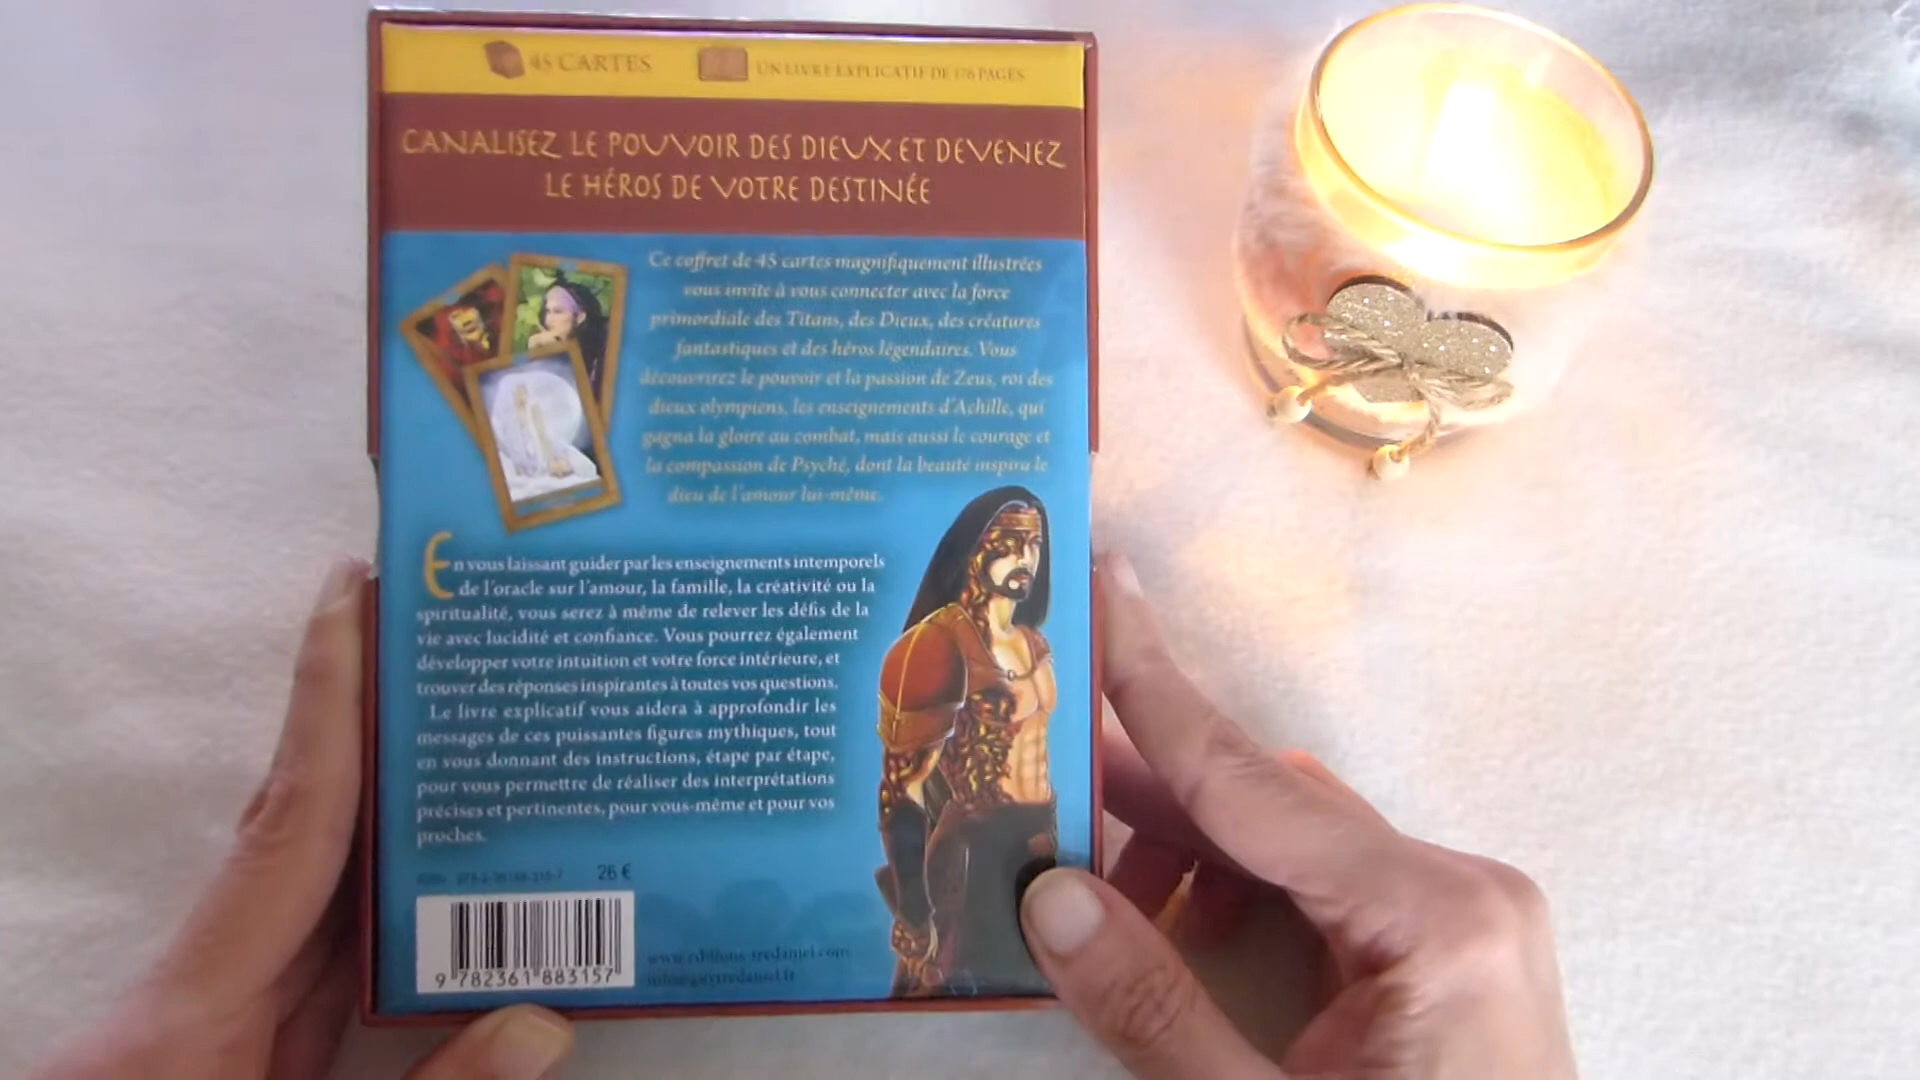 45 CARTES
UN LIVRE EXPLICATIF DE 176 PAGES
CANALISEZ LE POUVOIR DES DIEUX ET DEVENEZ
LE HÉROS DE VOTRE DESTINÉE
Ce coffret de 45 cartes magnifiquement illustrées
vous invite à vous connecter avec la force
primordiale des Titans, des Dieux, des créatures
fantastiques et des héros légendaires. Vous
découvrirez le pouvoir et la passion de Zeus, roi des
dieux olympiens, les enseignements d'Achille, qui
gagna la gloire au combat, mais aussi le courage et
la compassion de Psyché, dont la beauté inspira le
dieu de l'amour lui-même.
En vous laissant guider par les enseignements intemporels
de l'oracle sur l'amour, la famille, la créativité ou la
spiritualité, vous serez à même de relever les défis de la
vie avec lucidité et confiance. Vous pourrez également
développer votre intuition et votre force intérieure, et
trouver des réponses inspirantes à toutes vos questions.
Le livre explicatif vous aidera à approfondir les
messages de ces puissantes figures mythiques, tout
en vous donnant des instructions, étape par étape,
pour vous permettre de réaliser des interprétations
précises et pertinentes, pour vous-même et pour vos
proches.
ISBN : 978-2-36188-315-7 26 €
9 782361 883157
www.editions-tredaniel.com